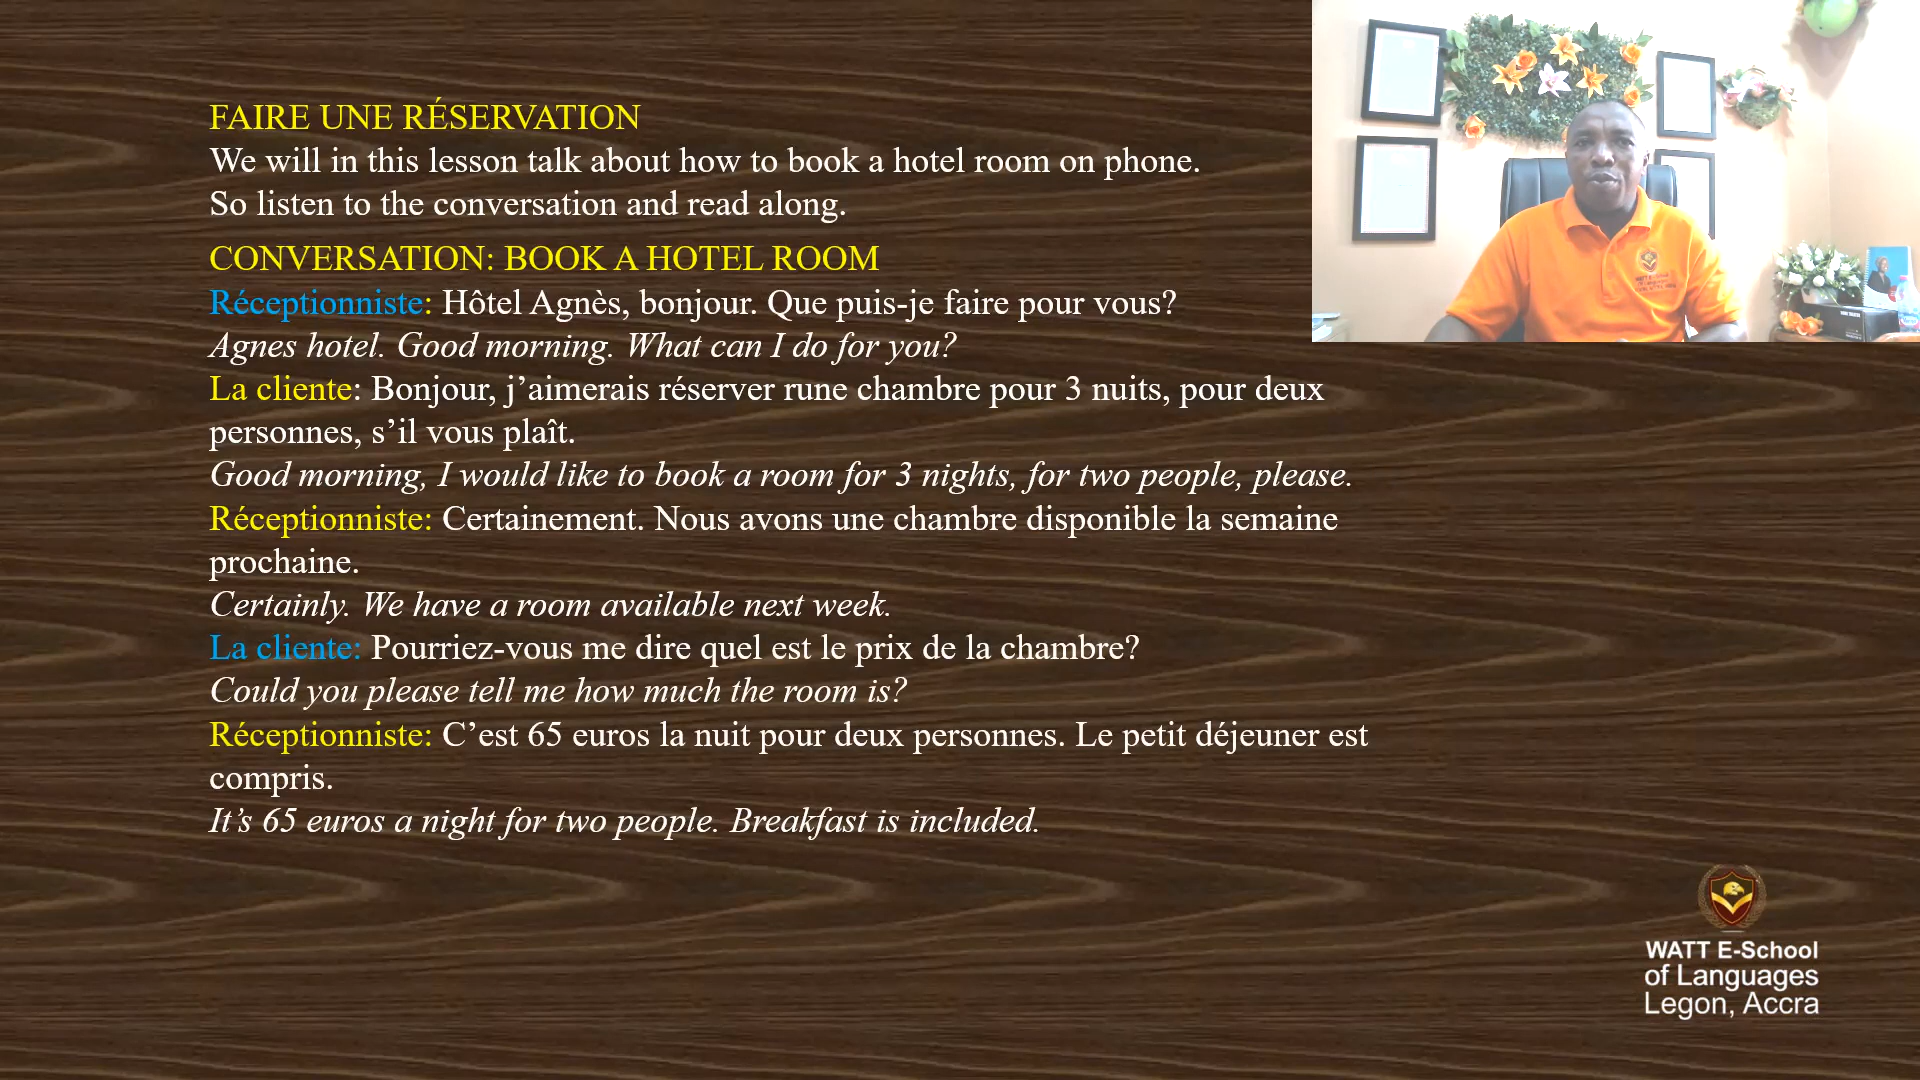 FAIRE UNE RÉSERVATION
We will in this lesson talk about how to book a hotel room on phone.
So listen to the conversation and read along.
CONVERSATION: BOOK A HOTEL ROOM
Réceptionniste: Hôtel Agnès, bonjour. Que puis-je faire pour vous?
Agnes hotel. Good morning. What can I do for you?
La cliente: Bonjour, j’aimerais réserver rune chambre pour 3 nuits, pour deux
personnes, s’il vous plaît.
Good morning, I would like to book a room for 3 nights, for two people, please.
Réceptionniste: Certainement. Nous avons une chambre disponible la semaine
prochaine.
Certainly. We have a room available next week.
La cliente: Pourriez-vous me dire quel est le prix de la chambre?
Could you please tell me how much the room is?
Réceptionniste: C’est 65 euros la nuit pour deux personnes. Le petit déjeuner est
compris.
It’s 65 euros a night for two people. Breakfast is included.
WATT E-School
of Languages
Legon, Accra